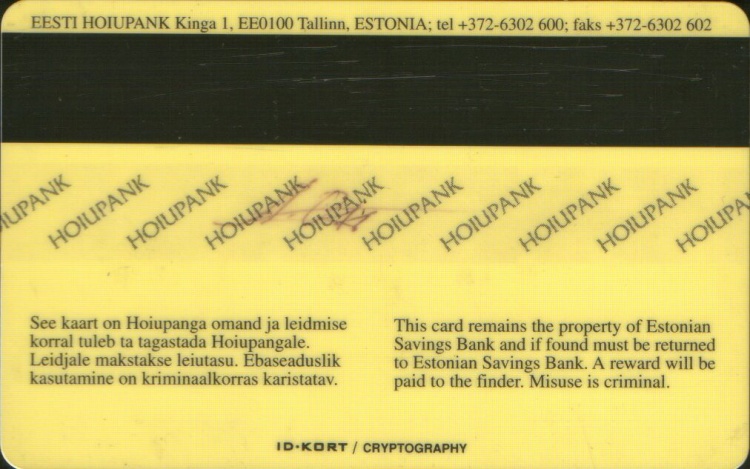 EESTI HOIUPANK Kinga 1, EE0100 Tallinn, ESTONIA; tel +372-6302 600; faks +372-6302 602
HOIUPANK HOIUPANK HOIUPANK HOIUPANK HOIUPANK HOIUPANK HOIUPANK HOIUPANK HOIUPANK HOIUPANK
See kaart on Hoiupanga omand ja leidmise
korral tuleb ta tagastada Hoiupangale.
Leidjale makstakse leiutasu. Ebaseaduslik
kasutamine on kriminaalkorras karistatav.
This card remains the property of Estonian
Savings Bank and if found must be returned
to Estonian Savings Bank. A reward will be
paid to the finder. Misuse is criminal.
ID-KORT / CRYPTOGRAPHY